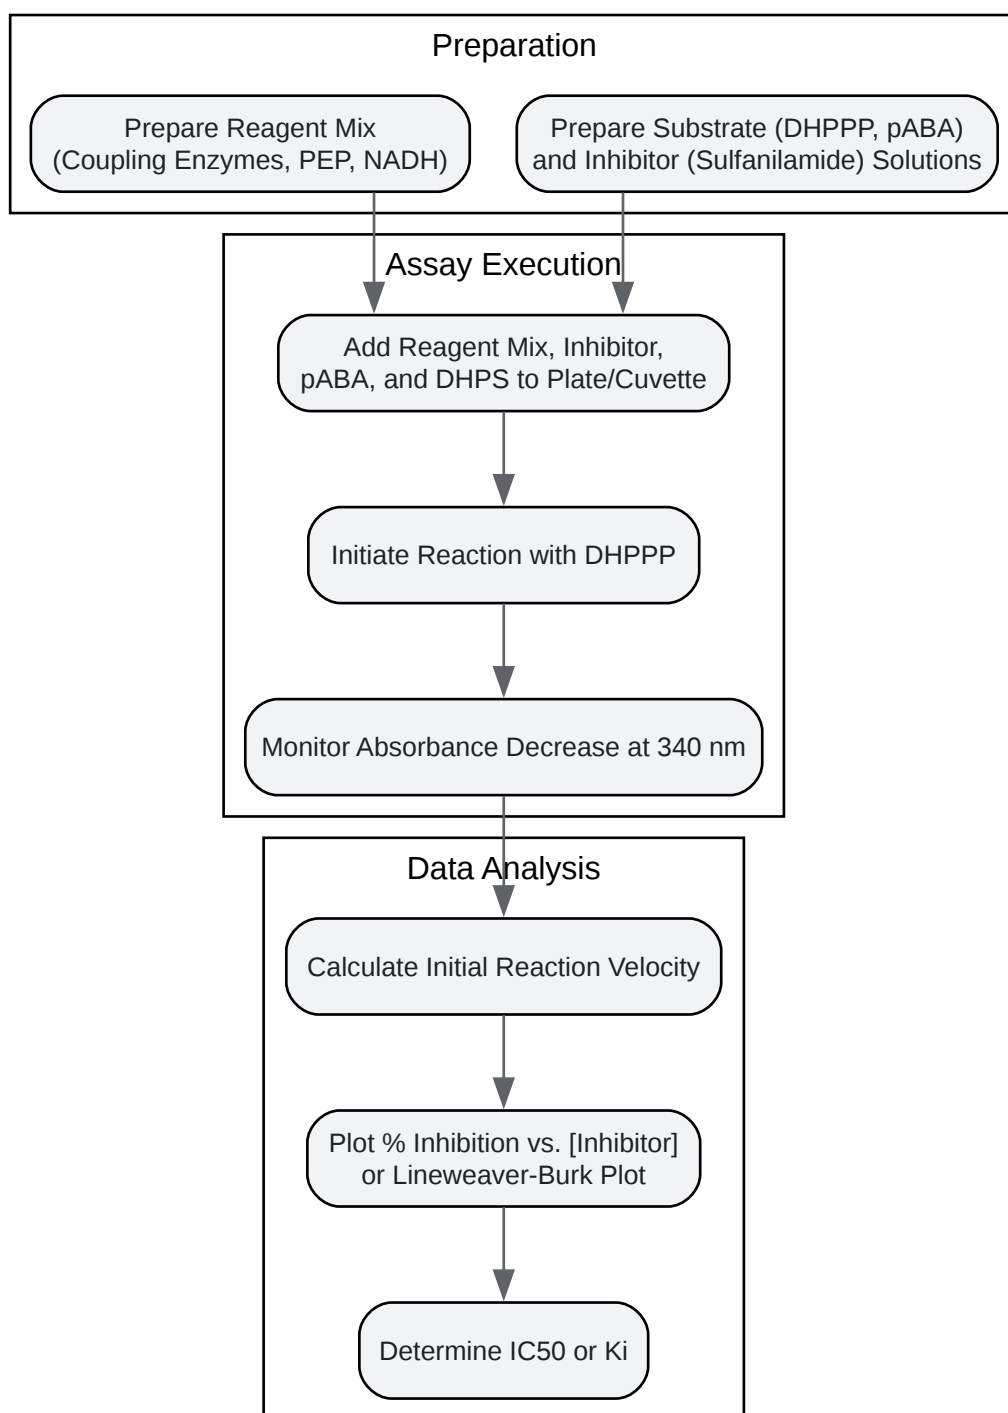 Preparation
Prepare Reagent Mix
(Coupling Enzymes, PEP, NADH)
Prepare Substrate (DHPPP, pABA)
and Inhibitor (Sulfanilamide) Solutions
Assay Execution
Add Reagent Mix, Inhibitor,
pABA, and DHPS to Plate/Cuvette
Initiate Reaction with DHPPP
Monitor Absorbance Decrease at 340 nm
Data Analysis
Calculate Initial Reaction Velocity
Plot % Inhibition vs. [Inhibitor]
or Lineweaver-Burk Plot
Determine IC50 or Ki